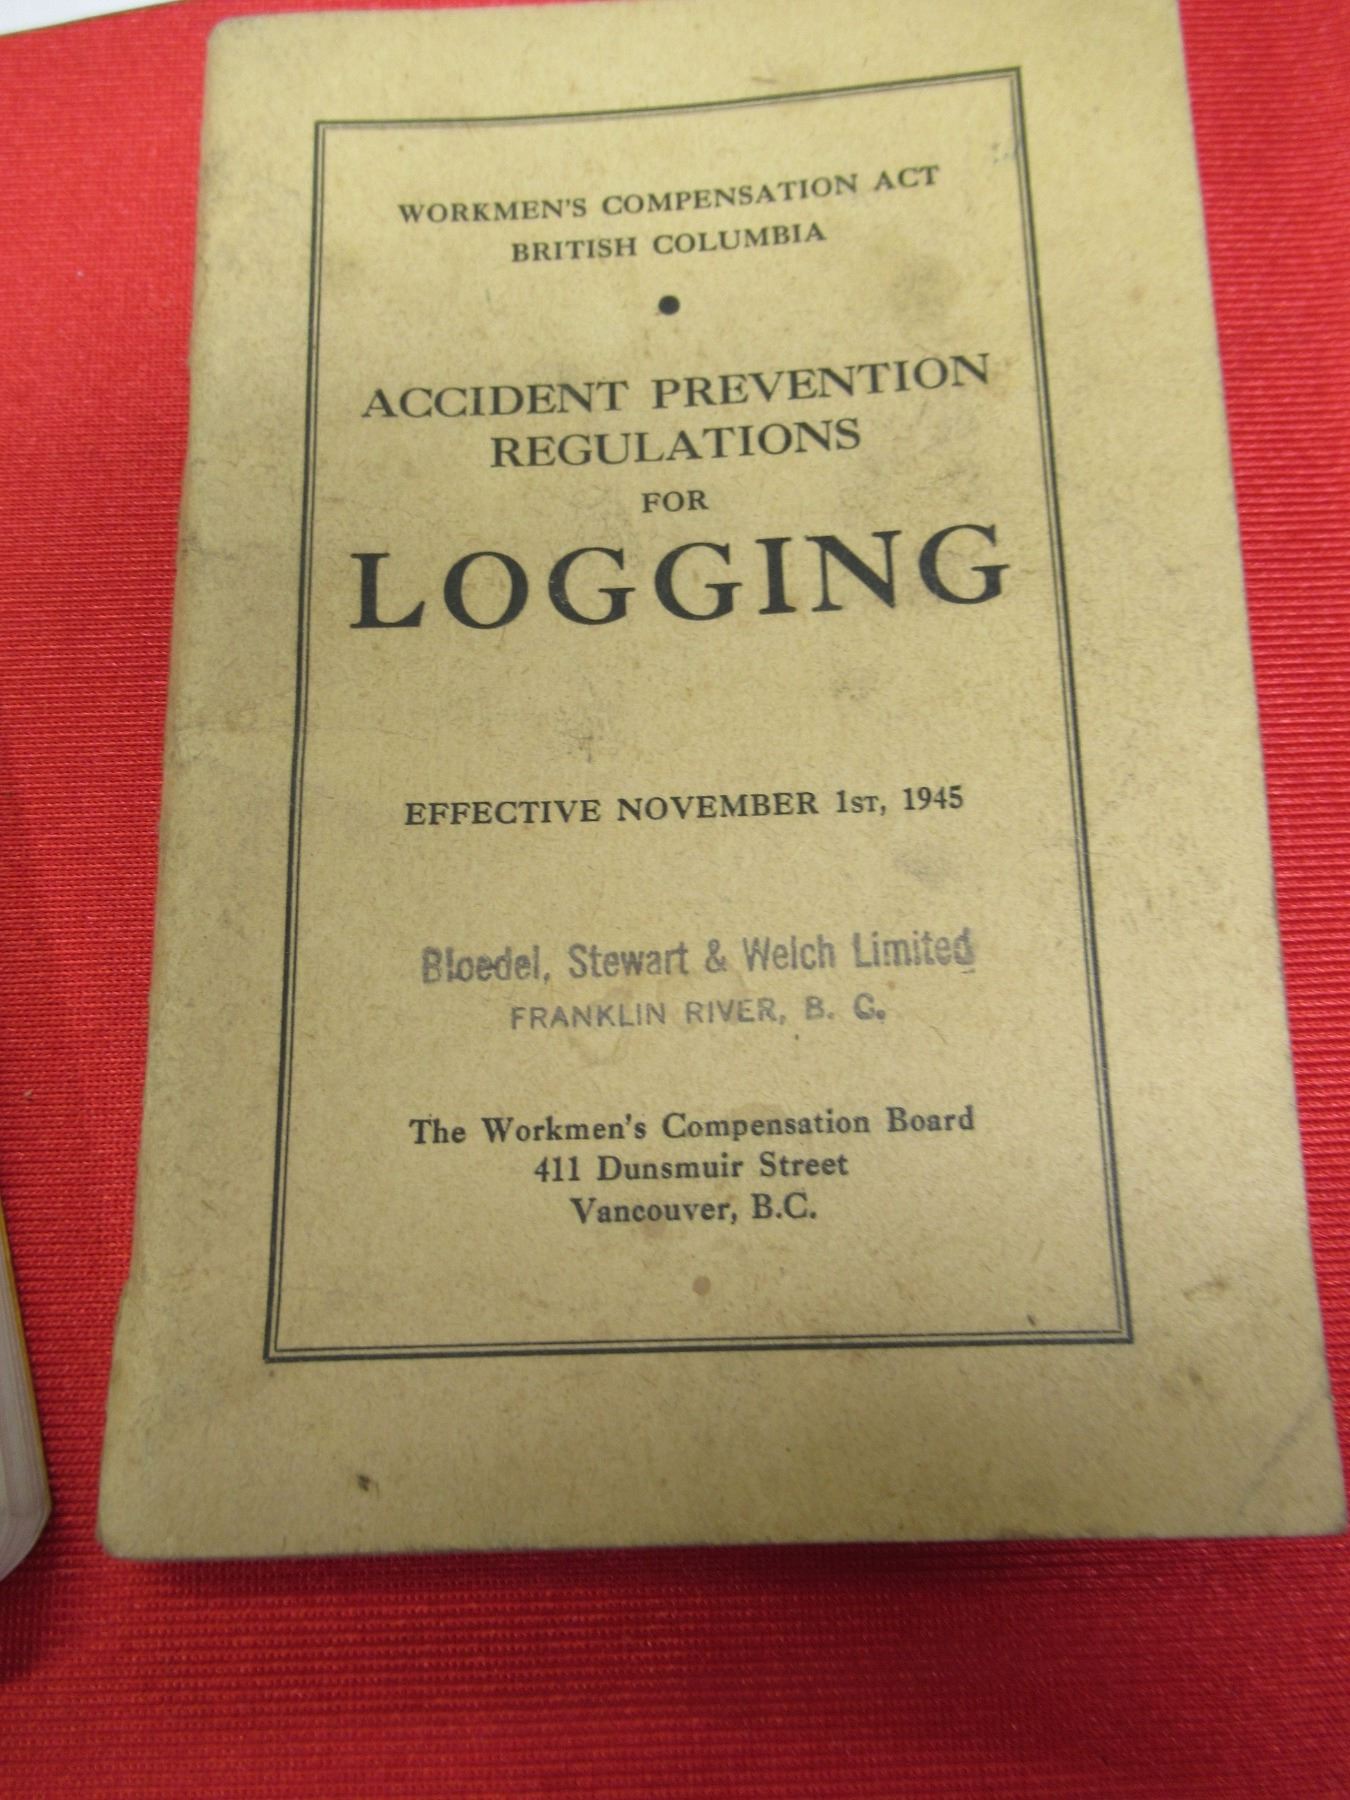 WORKMEN'S COMPENSATION ACT
BRITISH COLUMBIA
ACCIDENT PREVENTION
REGULATIONS
FOR
LOGGING
EFFECTIVE NOVEMBER 1ST, 1945
Bloedel, Stewart & Welch Limited
FRANKLIN RIVER, B. C.
The Workmen's Compensation Board
411 Dunsmuir Street
Vancouver, B.C.